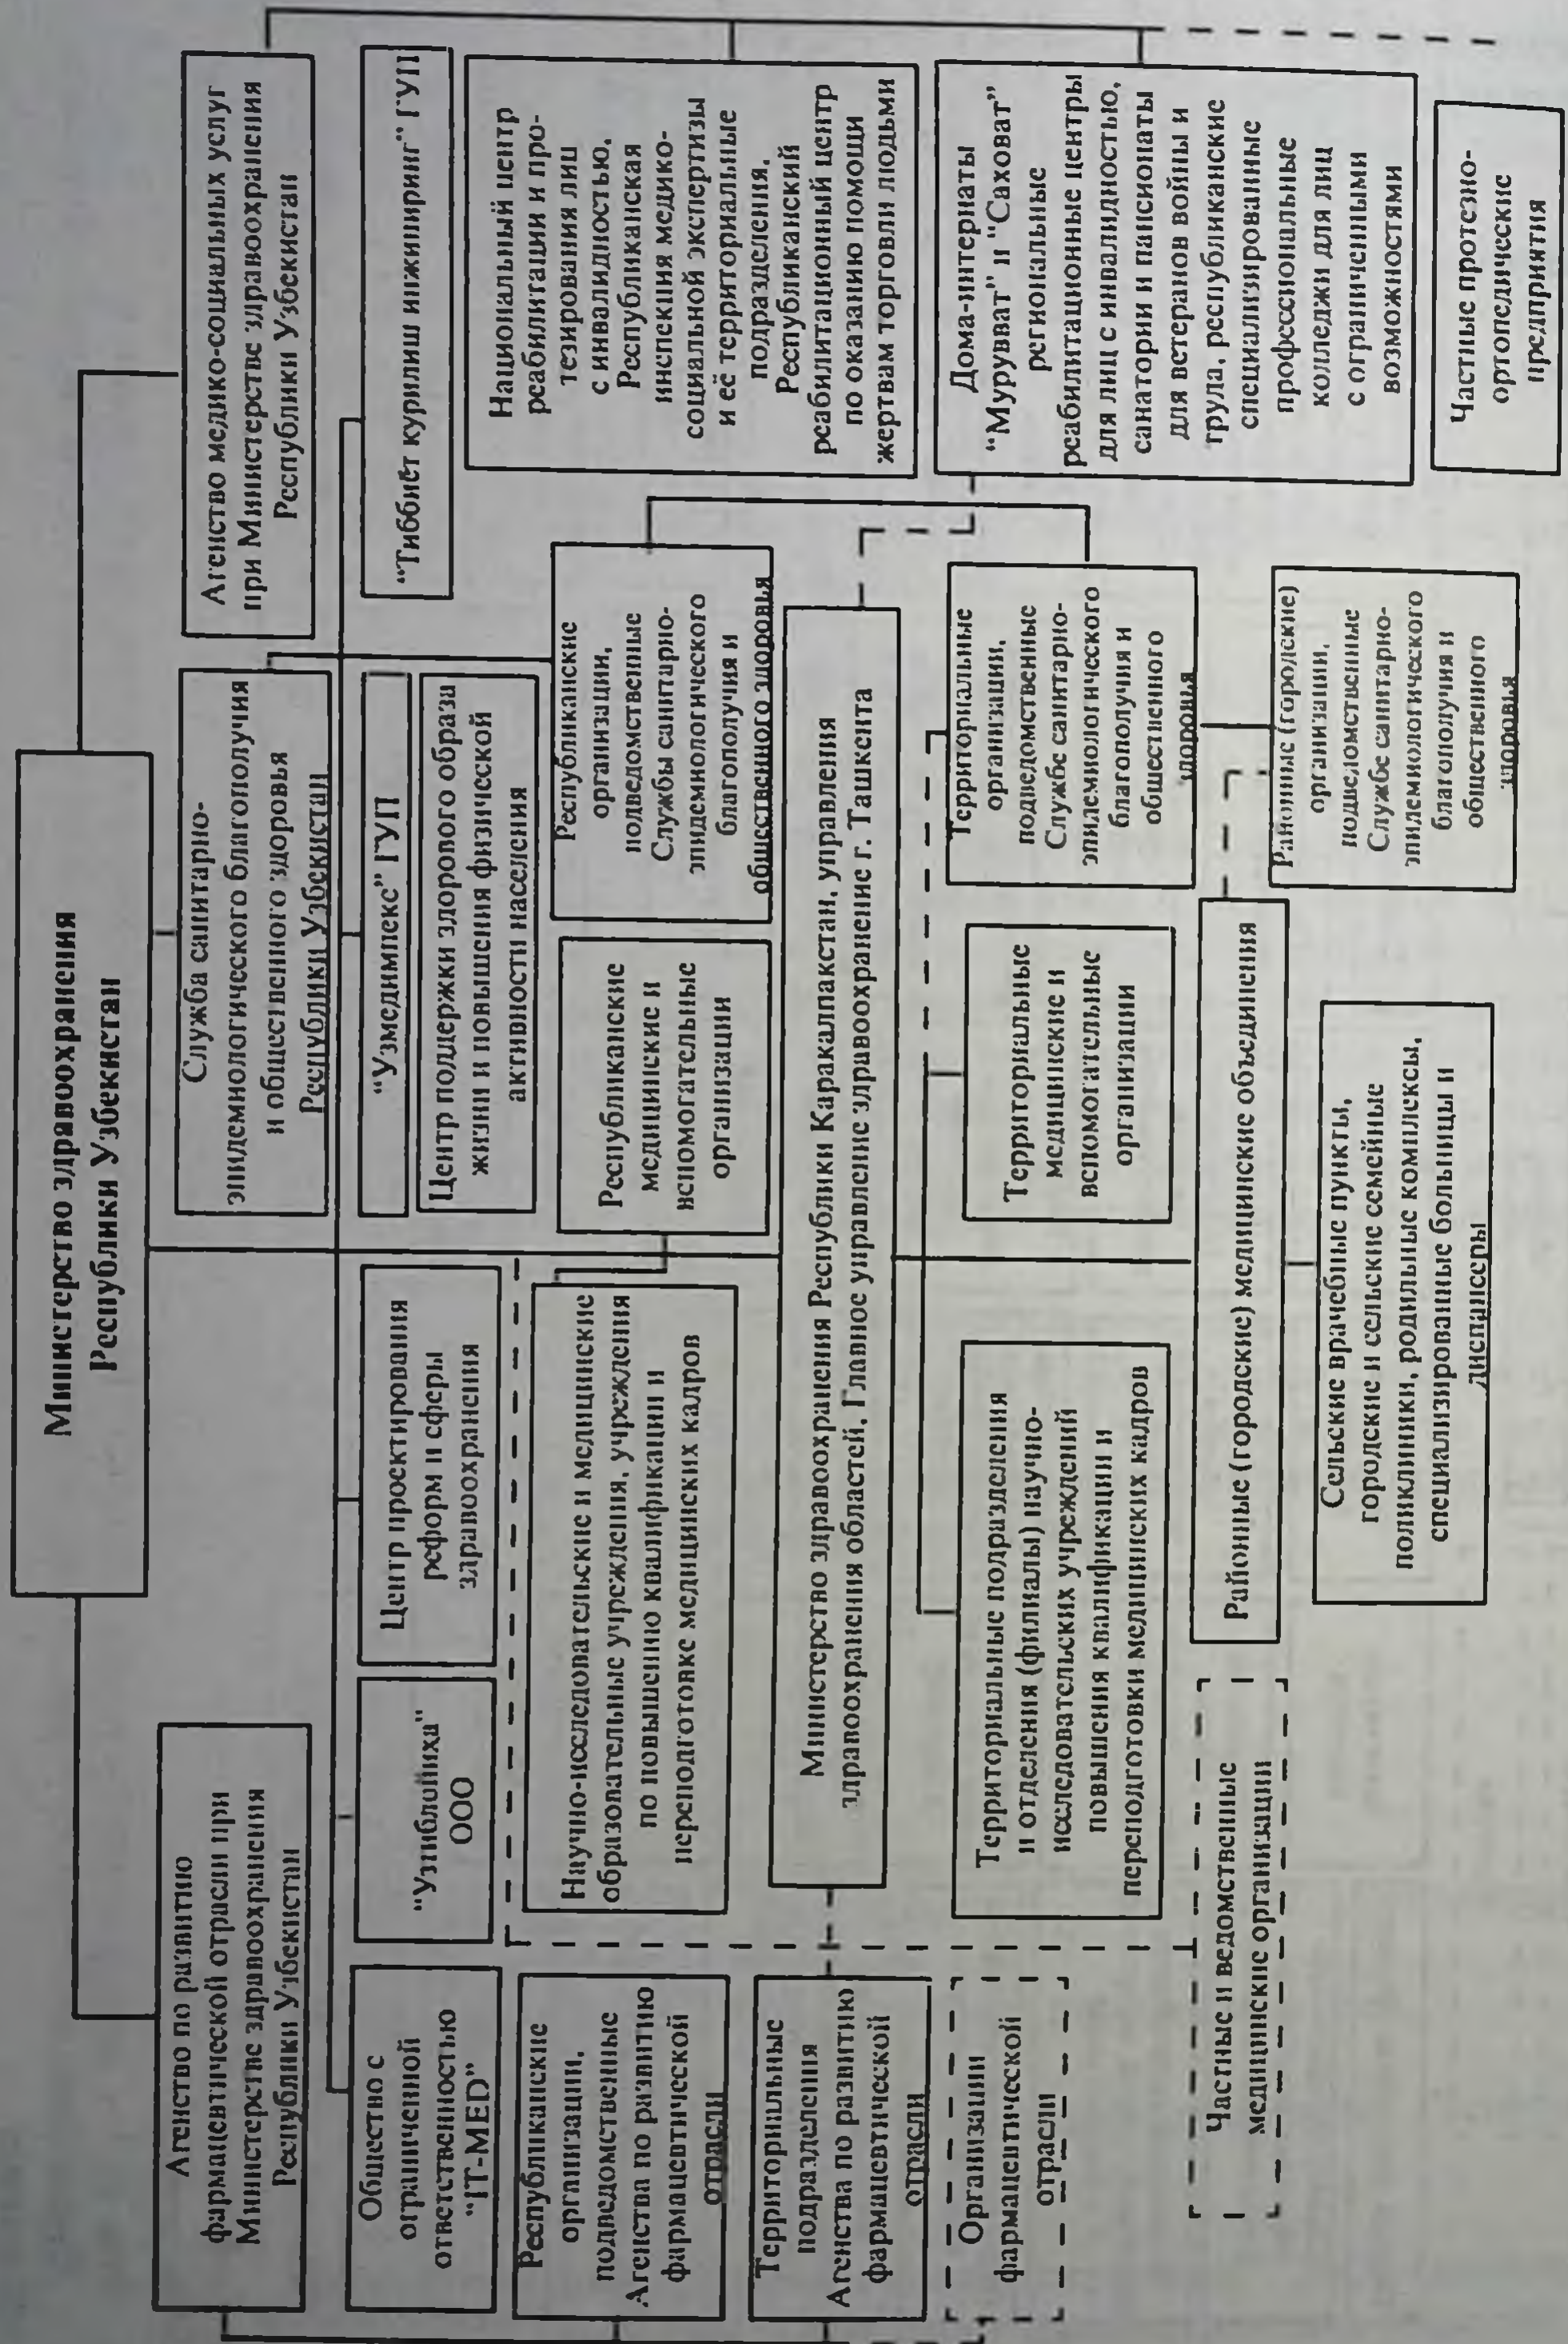 Министерство здравоохранения
Республики Узбекистан
Агенство по развитию
фармацевтической отрасли при
Министерстве здравоохранения
Республики Узбекистан
Служба санитарно-
эпидемиологического благополучия
и общественного здоровья
Республики Узбекистан
Агенство медико-социальных услуг
при Министерстве здравоохранения
Республики Узбекистан
Общество с
ограниченной
ответственностью
"IT-MED"
"Узтиббийиха"
ООО
Центр проектирования
реформ и сферы
здравоохранения
"Узмедимпекс" ГУП
"Тиббиёт курилиш инжиниринг" ГУП
Центр поддержки здорового образа
жизни и повышения физической
активности населения
Республиканские
организации,
подведомственные
Агенства по развитию
фармацевтической
отрасли
Научно-исследовательские и медицинские
образовательные учреждения, учреждения
по повышению квалификации и
переподготовке медицинских кадров
Республиканские
медицинские и
вспомогательные
организации
Республиканские
организации,
подведомственные
Службы санитарно-
эпидемиологического
благополучия и
общественного здоровья
Национальный центр
реабилитации и про-
тезирования лиц
с инвалидностью,
Республиканская
инспекция медико-
социальной экспертизы
и её территориальные
подразделения,
Республиканский
реабилитационный центр
по оказанию помощи
жертвам торговли людьми
Территориальные
подразделения
Агенства по развитию
фармацевтической
отрасли
Министерство здравоохранения Республики Каракалпакстан, управления
здравоохранения областей, Главное управление здравоохранение г. Ташкента
Организации
фармацевтической
отрасли
Территориальные подразделения
и отделения (филиалы) научно-
исследовательских учреждений
повышения квалификации и
переподготовки медицинских кадров
Территориальные
медицинские и
вспомогательные
организации
Территориальные
организации,
подведомственные
Службе санитарно-
эпидемиологического
благополучия и
общественного
здоровья
Дома-интернаты
"Мурувват" и "Саховат"
региональные
реабилитационные центры
для лиц с инвалидностью,
санатории и пансионаты
для ветеранов войны и
труда, республиканские
специализированные
профессиональные
колледжи для лиц
с ограниченными
возможностями
Частные и ведомственные
медицинские организации
Районные (городские) медицинские объединения
Районные (городские)
организации,
подведомственные
Службе санитарно-
эпидемиологического
благополучия и
общественного
здоровья
Сельские врачебные пункты,
городские и сельские семейные
поликлиники, родильные комплексы,
специализированные больницы и
диспансеры
Частные протезно-
ортопедические
предприятия